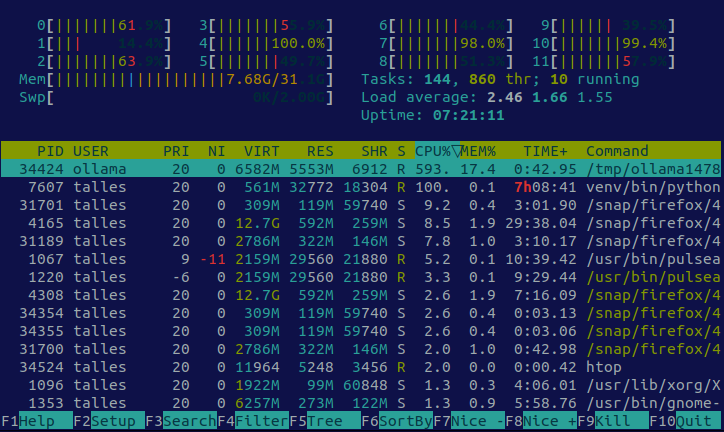 0[|||||||61.9%] 3[|||||||55.9%] 6[|||||||44.4%] 9[||||||39.5%]
1[||| 14.4%] 4[||||||100.0%] 7[|||||||98.0%] 10[|||||||99.4%]
2[|||||||63.9%] 5[||||||49.7%] 8[|||||||51.3%] 11[|||||||57.9%]
Mem[|||||||||||||||||||7.68G/31.1G] Tasks: 144, 860 thr; 10 running
Swp[ 0K/2.00G] Load average: 2.46 1.66 1.55
Uptime: 07:21:11
PID USER PRI NI VIRT RES SHR S CPU%▽MEM% TIME+ Command
34424 ollama 20 0 6582M 5553M 6912 R 593. 17.4 0:42.95 /tmp/ollama1478
7607 talles 20 0 561M 32772 18304 R 100. 0.1 7h08:41 venv/bin/python
31701 talles 20 0 309M 119M 59740 S 9.2 0.4 3:01.90 /snap/firefox/4
4165 talles 20 0 12.7G 592M 259M S 8.5 1.9 29:38.04 /snap/firefox/4
31189 talles 20 0 2786M 322M 146M S 7.8 1.0 3:10.17 /snap/firefox/4
1067 talles 9 -11 2159M 29560 21880 R 5.2 0.1 10:39.42 /usr/bin/pulsea
1220 talles -6 0 2159M 29560 21880 R 3.3 0.1 9:29.44 /usr/bin/pulsea
4308 talles 20 0 12.7G 592M 259M S 2.6 1.9 7:16.09 /snap/firefox/4
34354 talles 20 0 309M 119M 59740 S 2.6 0.4 0:03.13 /snap/firefox/4
34355 talles 20 0 309M 119M 59740 S 2.6 0.4 0:03.06 /snap/firefox/4
31700 talles 20 0 2786M 322M 146M S 2.0 1.0 0:42.98 /snap/firefox/4
34524 talles 20 0 11964 5248 3456 R 2.0 0.0 0:00.42 htop
1096 talles 20 0 1922M 99M 60848 S 1.3 0.3 4:06.01 /usr/lib/xorg/X
1353 talles 20 0 6257M 273M 122M S 1.3 0.9 5:58.76 /usr/bin/gnome-
F1Help F2Setup F3SearchF4FilterF5Tree F6SortByF7Nice -F8Nice +F9Kill F10Quit